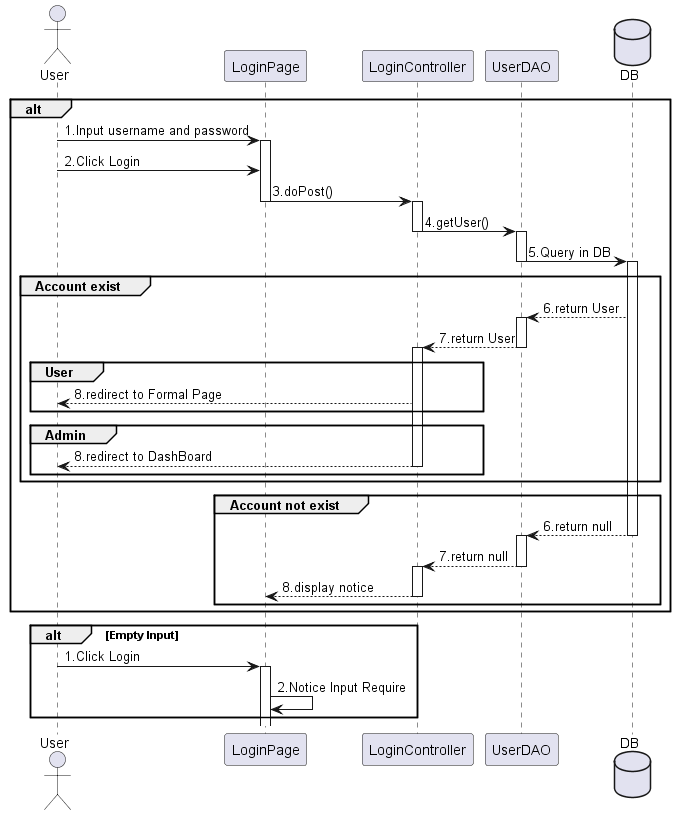 User
LoginPage
LoginController
UserDAO
DB
alt
1.Input username and password
2.Click Login
3.doPost()
4.getUser()
5.Query in DB
Account exist
6.return User
7.return User
User
8.redirect to Formal Page
Admin
8.redirect to DashBoard
Account not exist
6.return null
7.return null
8.display notice
alt [Empty Input]
1.Click Login
2.Notice Input Require
User
LoginPage
LoginController
UserDAO
DB